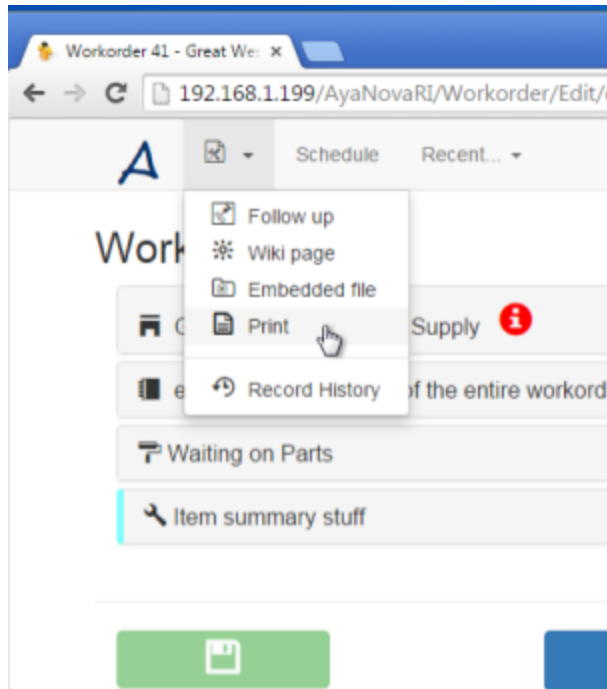 Workorder 41 - Great We
192.168.1.199/AyaNovaRI/Workorder/Edit/
Schedule Recent...
Follow up
Work
Wiki page
Embedded file
Print
Supply
Record History
of the entire workord
Waiting on Parts
Item summary stuff